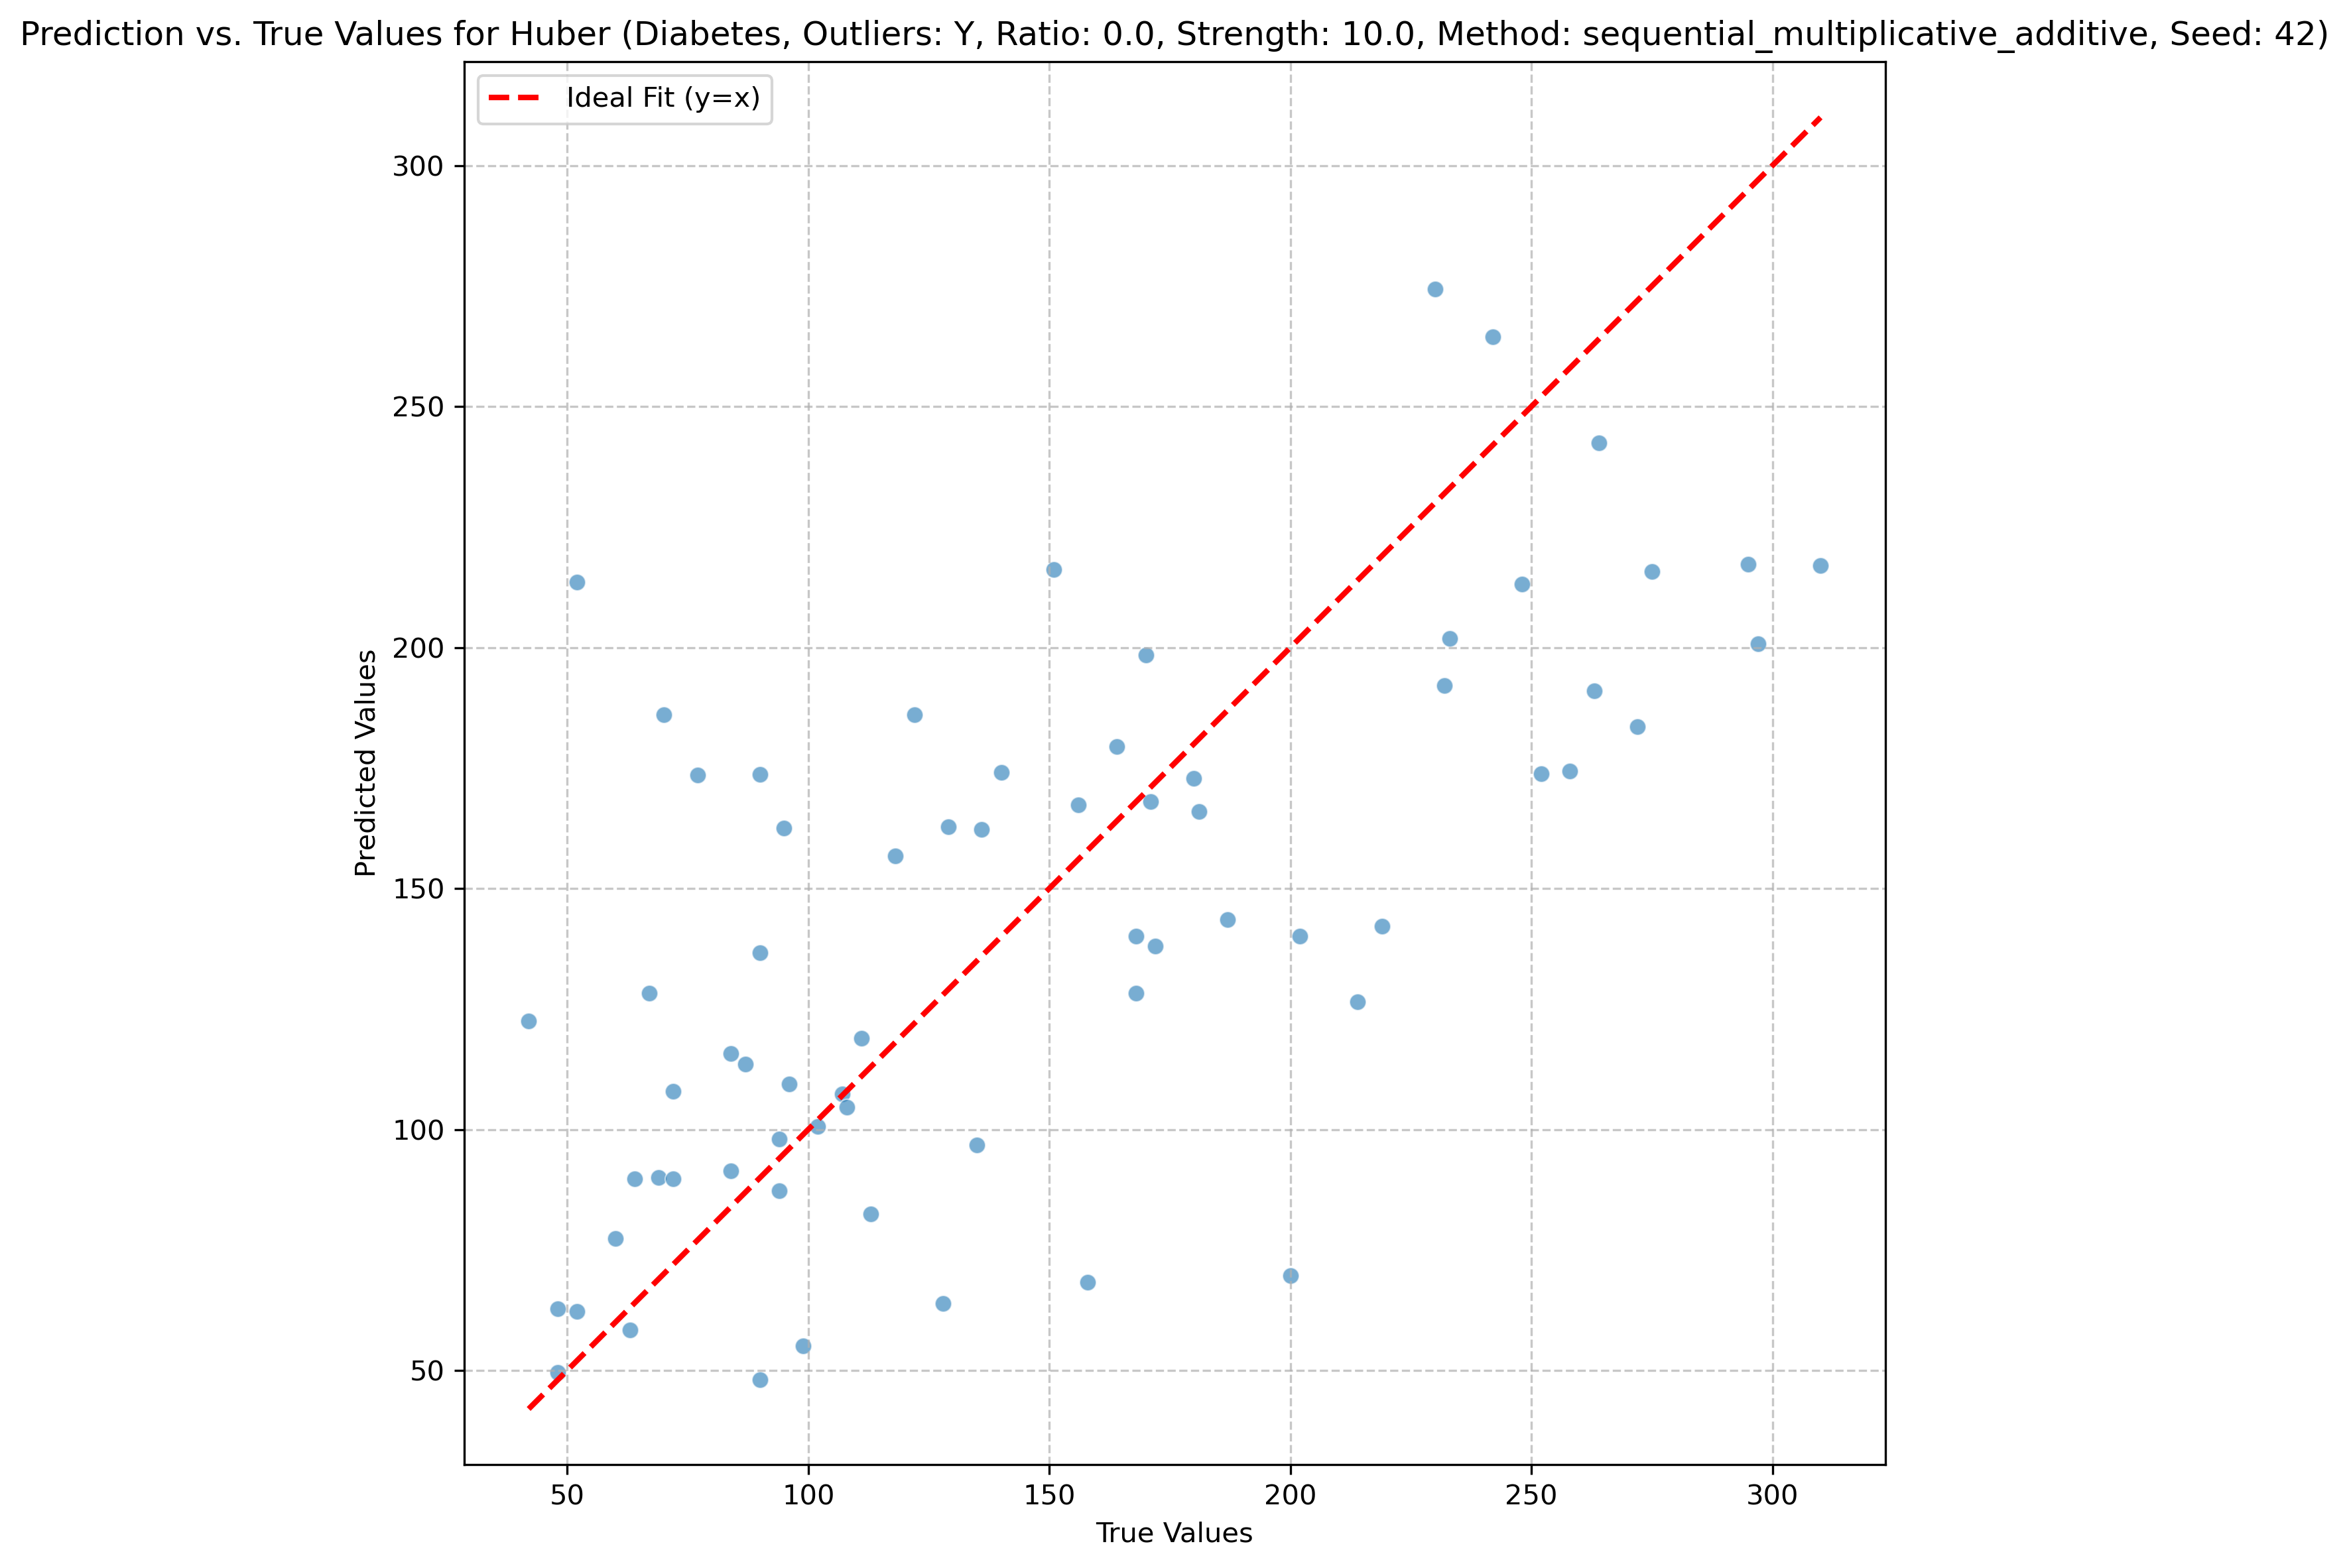 Prediction vs. True Values for Huber (Diabetes, Outliers: Y, Ratio: 0.0, Strength: 10.0, Method: sequential_multiplicative_additive, Seed: 42)
Ideal Fit (y=x)
300
250
200
150
100
50
Predicted Values
50 100 150 200 250 300
True Values